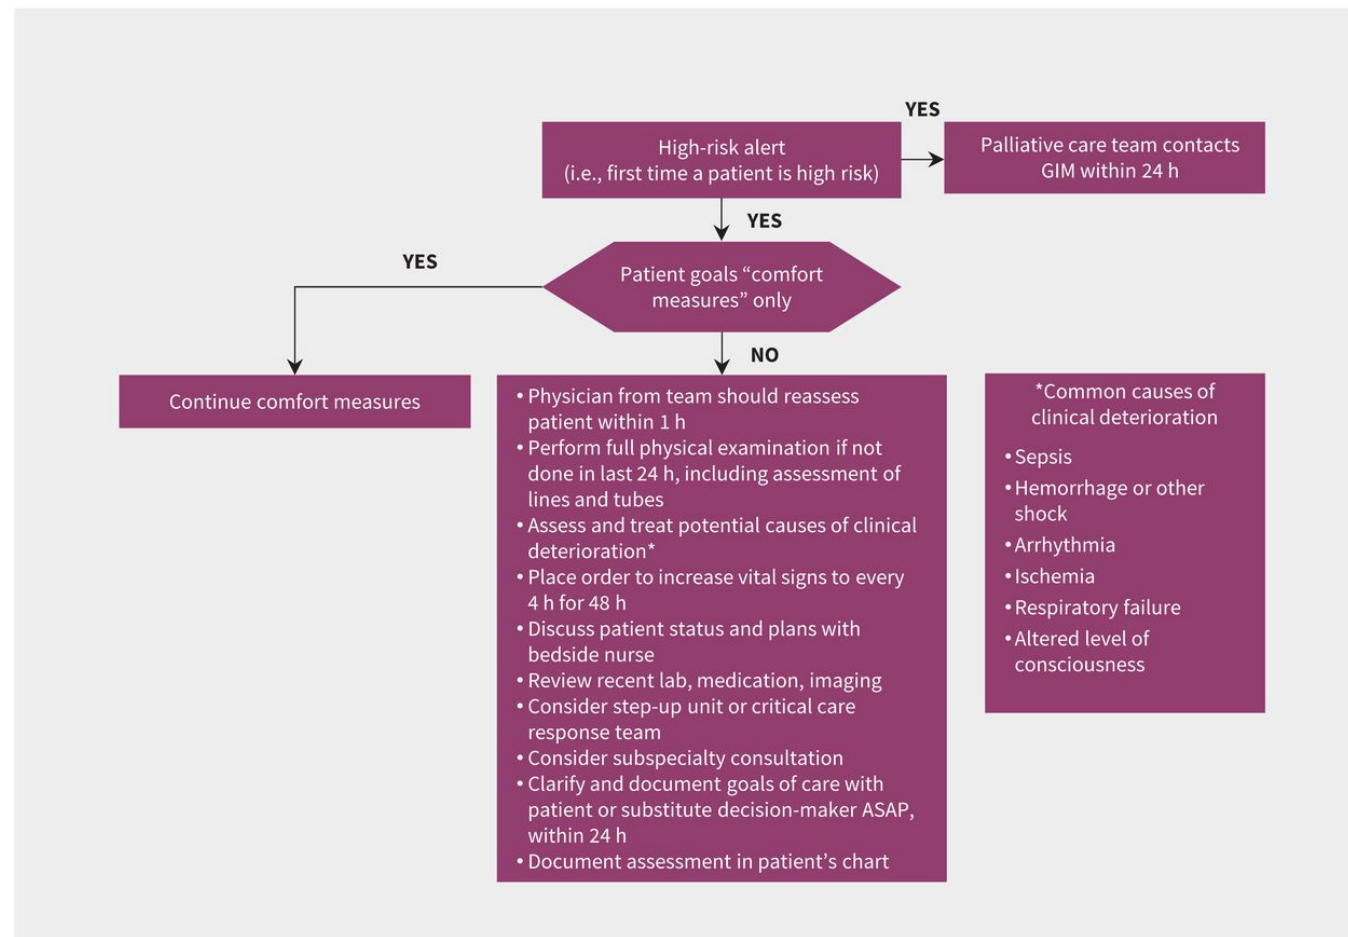 YES
High-risk alert
(i.e., first time a patient is high risk)
Palliative care team contacts
GIM within 24 h
YES
YES
Patient goals “comfort
measures” only
NO
Continue comfort measures
• Physician from team should reassess
patient within 1 h
• Perform full physical examination if not
done in last 24 h, including assessment of
lines and tubes
• Assess and treat potential causes of clinical
deterioration*
• Place order to increase vital signs to every
4 h for 48 h
• Discuss patient status and plans with
bedside nurse
• Review recent lab, medication, imaging
• Consider step-up unit or critical care
response team
• Consider subspecialty consultation
• Clarify and document goals of care with
patient or substitute decision-maker ASAP,
within 24 h
• Document assessment in patient’s chart
*Common causes of
clinical deterioration
• Sepsis
• Hemorrhage or other
shock
• Arrhythmia
• Ischemia
• Respiratory failure
• Altered level of
consciousness